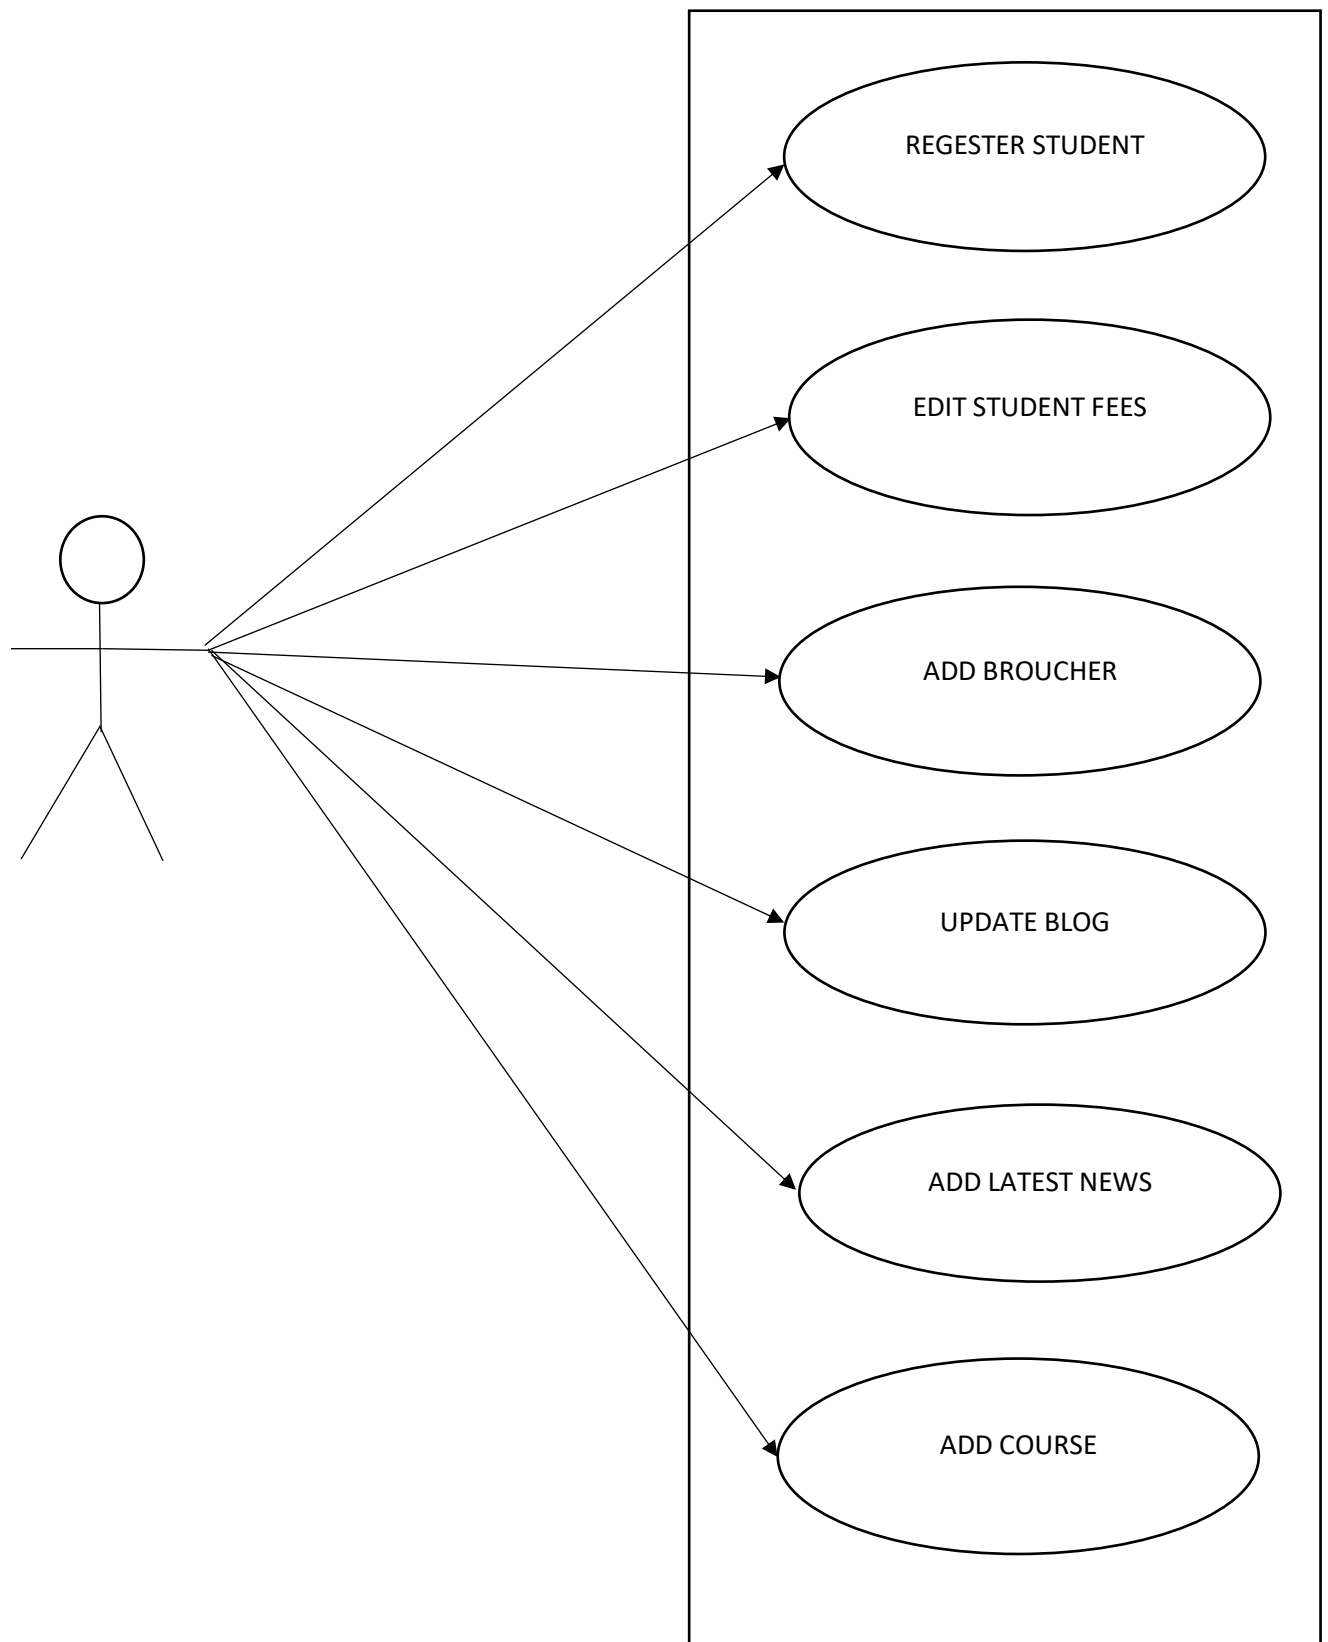 REGESTER STUDENT
EDIT STUDENT FEES
ADD BROUCHER
UPDATE BLOG
ADD LATEST NEWS
ADD COURSE